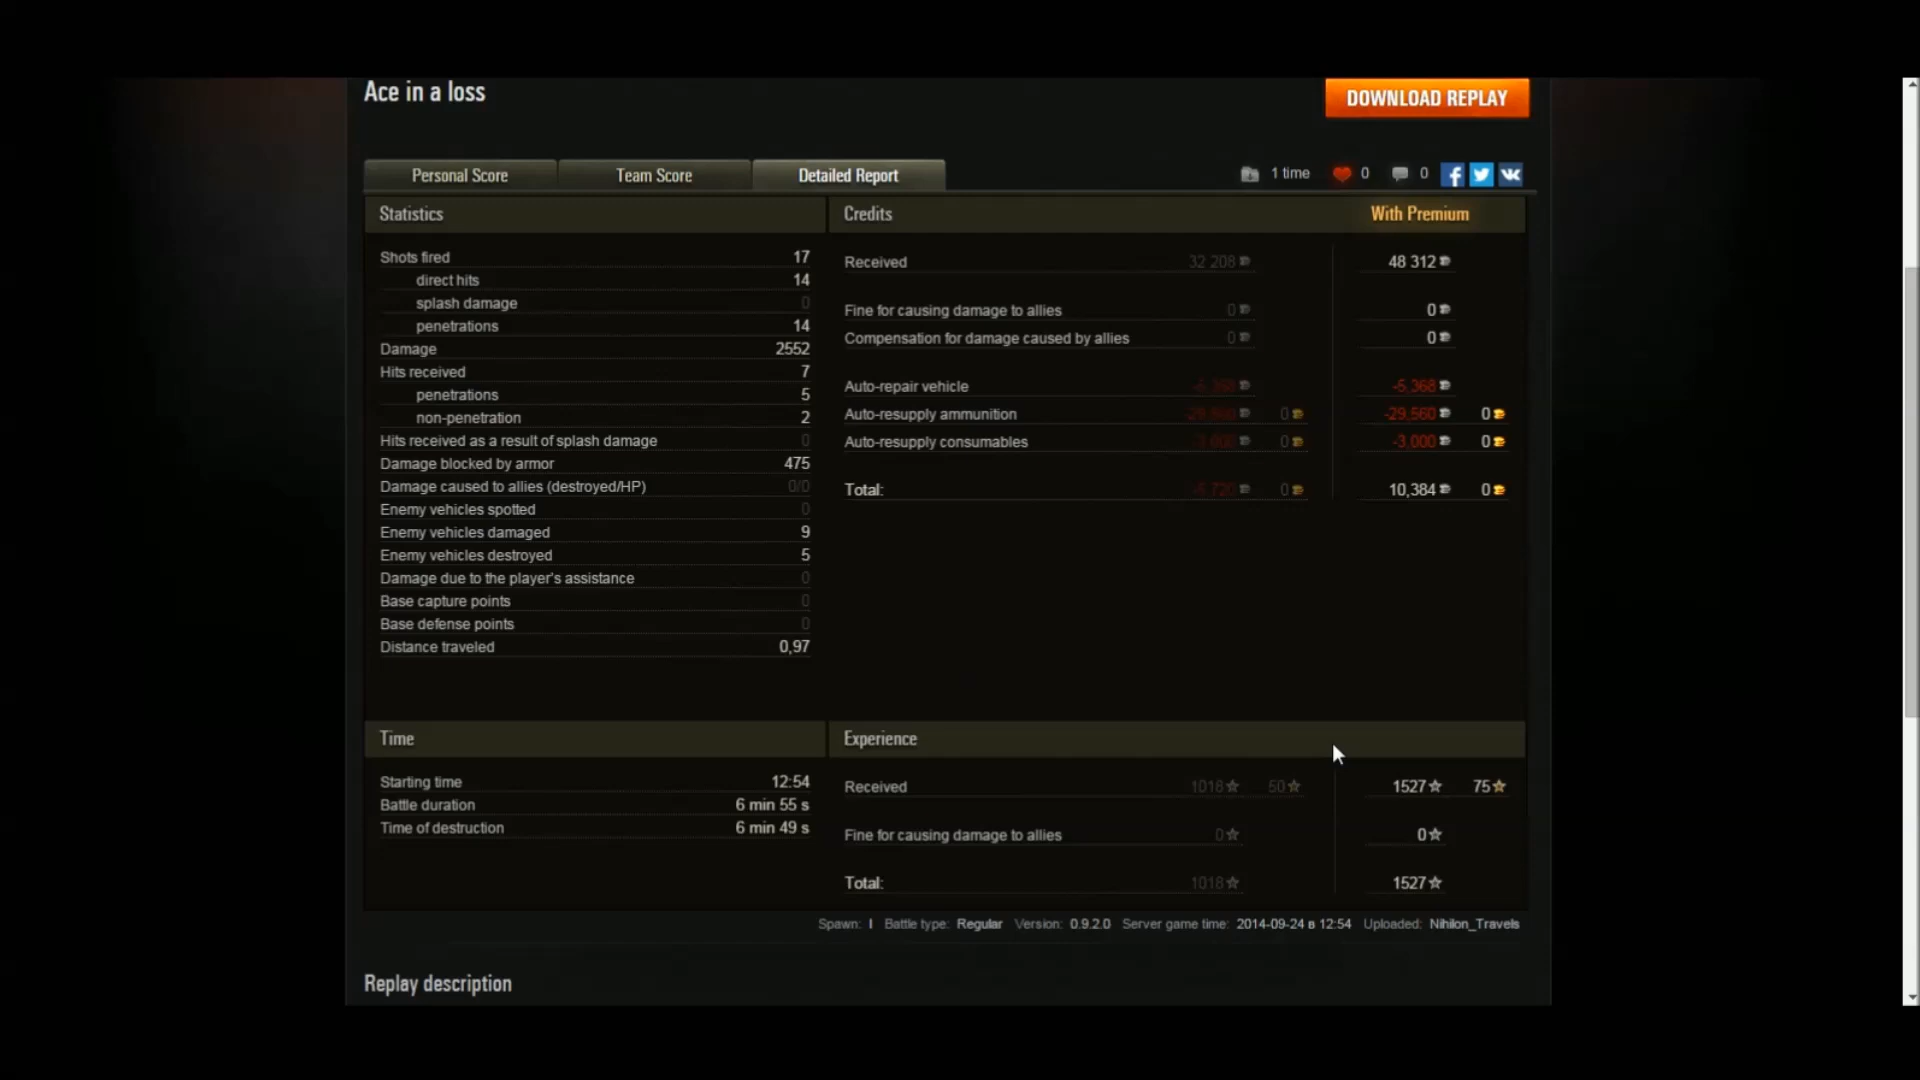 Ace in a loss
DOWNLOAD REPLAY
Personal Score Team Score Detailed Report 1 time 0 0
Statistics
Shots fired 17
direct hits 14
splash damage 0
penetrations 14
Damage 2552
Hits received 7
penetrations 5
non-penetration 2
Hits received as a result of splash damage 0
Damage blocked by armor 475
Damage caused to allies (destroyed/HP) 0/0
Enemy vehicles spotted 0
Enemy vehicles damaged 9
Enemy vehicles destroyed 5
Damage due to the player's assistance 0
Base capture points 0
Base defense points 0
Distance traveled 0,97
Credits With Premium
Received 32 208 48 312
Fine for causing damage to allies 0 0
Compensation for damage caused by allies 0 0
Auto-repair vehicle -5,368 -5,368
Auto-resupply ammunition -29,560 0 -29,560 0
Auto-resupply consumables -3,000 0 -3,000 0
Total: -5,720 0 10,384 0
Time
Starting time 12:54
Battle duration 6 min 55 s
Time of destruction 6 min 49 s
Experience
Received 1018 50 1527 75
Fine for causing damage to allies 0 0
Total: 1018 1527
Spawn: I Battle type: Regular Version: 0.9.2.0 Server game time: 2014-09-24 в 12:54 Uploaded: Nihilon_Travels
Replay description